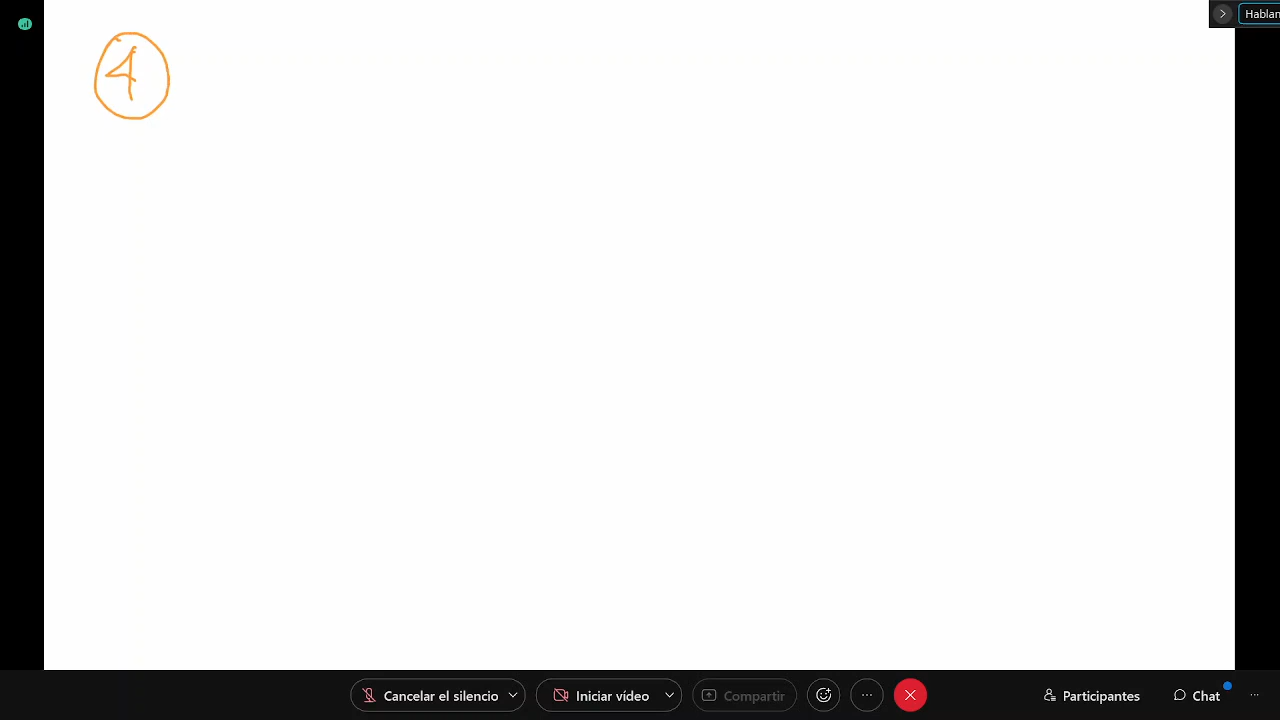 Hablan
4
Cancelar el silencio
Iniciar vídeo
Compartir
Participantes
Chat